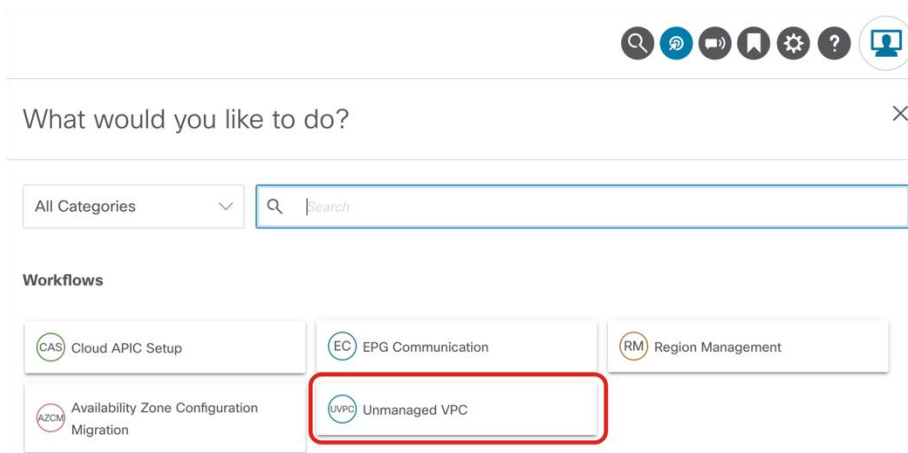 ?
What would you like to do?
All Categories
Search
Workflows
CAS Cloud APIC Setup
EC EPG Communication
RM Region Management
AZCM Availability Zone Configuration
Migration
UVPC Unmanaged VPC